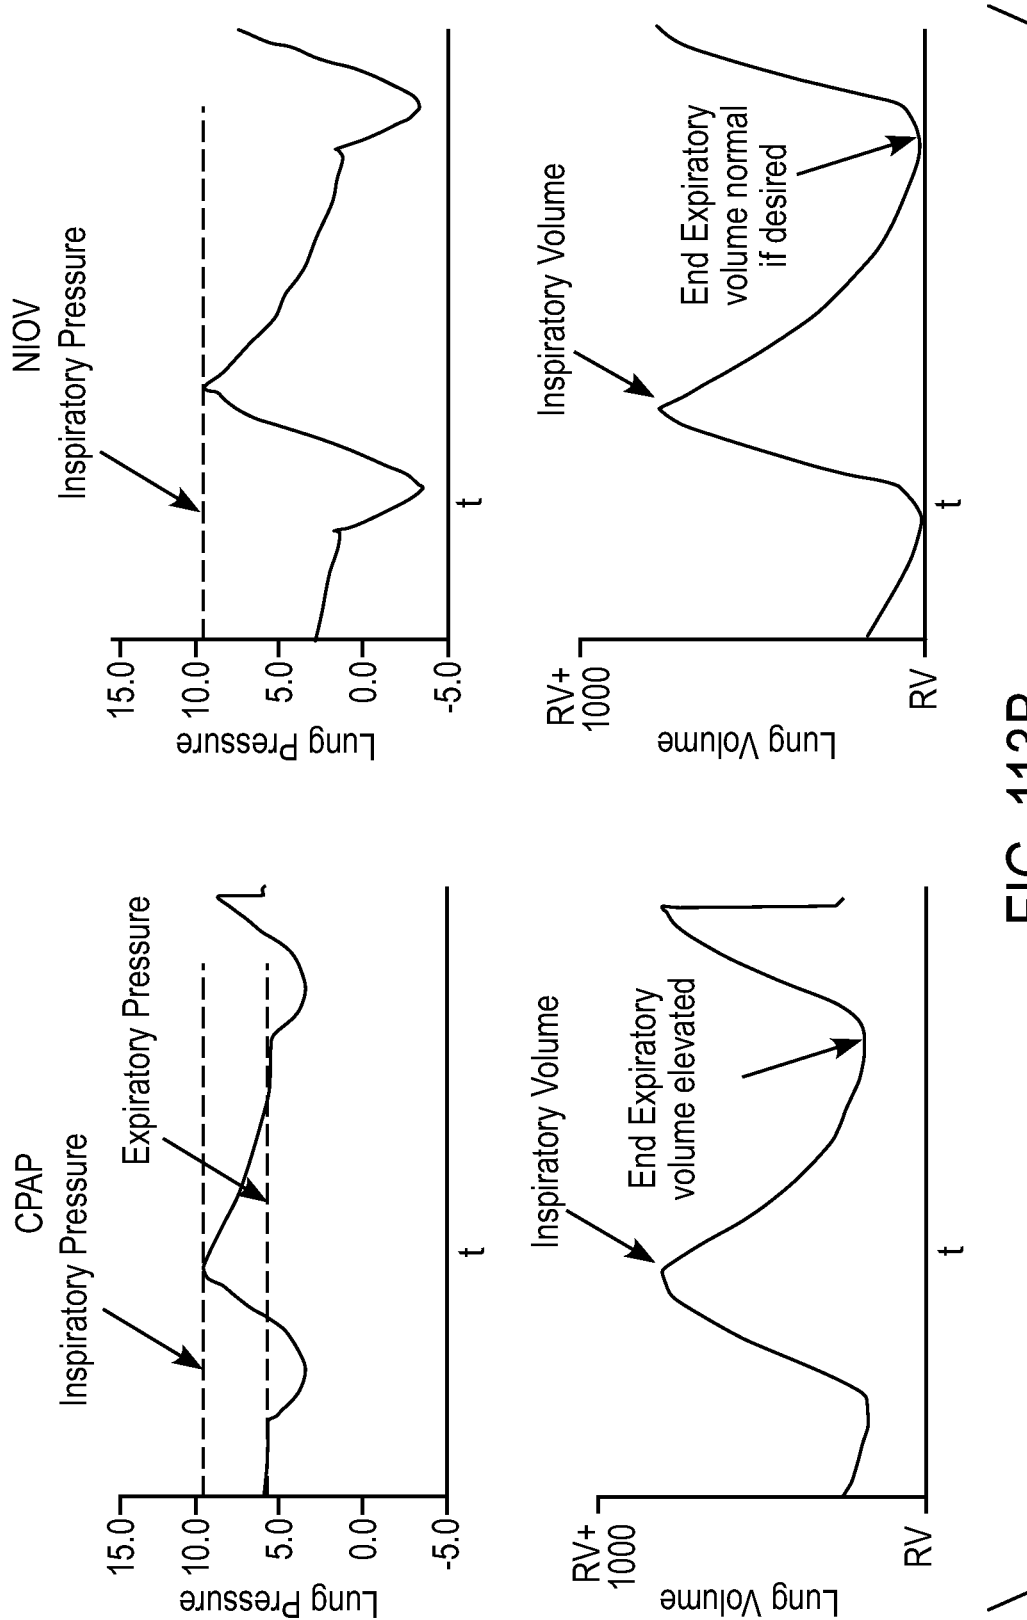 CPAP
Inspiratory Pressure
Expiratory Pressure
15.0
10.0
5.0
0.0
-5.0
Lung Pressure
t
Inspiratory Volume
End Expiratory
volume elevated
RV+
1000
RV
Lung Volume
t
NIOV
Inspiratory Pressure
15.0
10.0
5.0
0.0
-5.0
Lung Pressure
t
Inspiratory Volume
End Expiratory
volume normal
if desired
RV+
1000
RV
Lung Volume
t